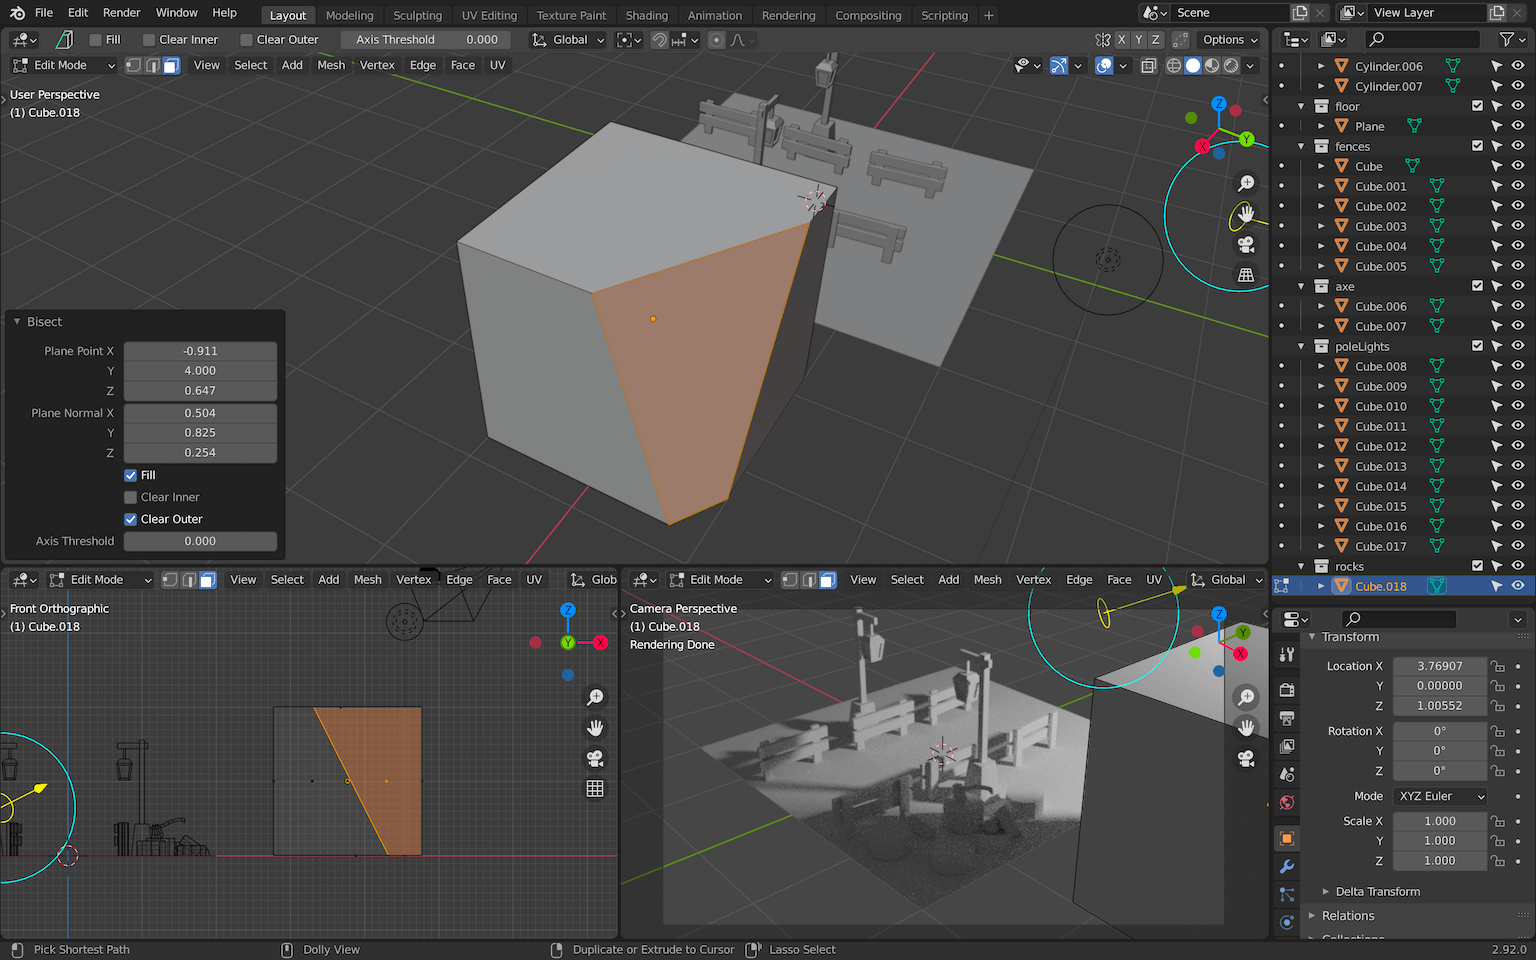 File Edit Render Window Help Layout Modeling Sculpting UV Editing Texture Paint Shading Animation Rendering Compositing Scripting + Scene View Layer
Fill Clear Inner Clear Outer Axis Threshold 0.000 Global X Y Z Options
Edit Mode View Select Add Mesh Vertex Edge Face UV
User Perspective
(1) Cube.018
Z
Y
X
Bisect
Plane Point X -0.911
Y 4.000
Z 0.647
Plane Normal X 0.504
Y 0.825
Z 0.254
Fill
Clear Inner
Clear Outer
Axis Threshold 0.000
Cylinder.006
Cylinder.007
floor
Plane
fences
Cube
Cube.001
Cube.002
Cube.003
Cube.004
Cube.005
axe
Cube.006
Cube.007
poleLights
Cube.008
Cube.009
Cube.010
Cube.011
Cube.012
Cube.013
Cube.014
Cube.015
Cube.016
Cube.017
rocks
Cube.018
Edit Mode View Select Add Mesh Vertex Edge Face UV Glob
Front Orthographic
(1) Cube.018
Z
Y X
Edit Mode View Select Add Mesh Vertex Edge Face UV Global
Camera Perspective
(1) Cube.018
Rendering Done
Z
Y
X
Transform
Location X 3.76907
Y 0.00000
Z 1.00552
Rotation X 0°
Y 0°
Z 0°
Mode XYZ Euler
Scale X 1.000
Y 1.000
Z 1.000
Delta Transform
Relations
Collections
Pick Shortest Path Dolly View Duplicate or Extrude to Cursor Lasso Select 2.92.0